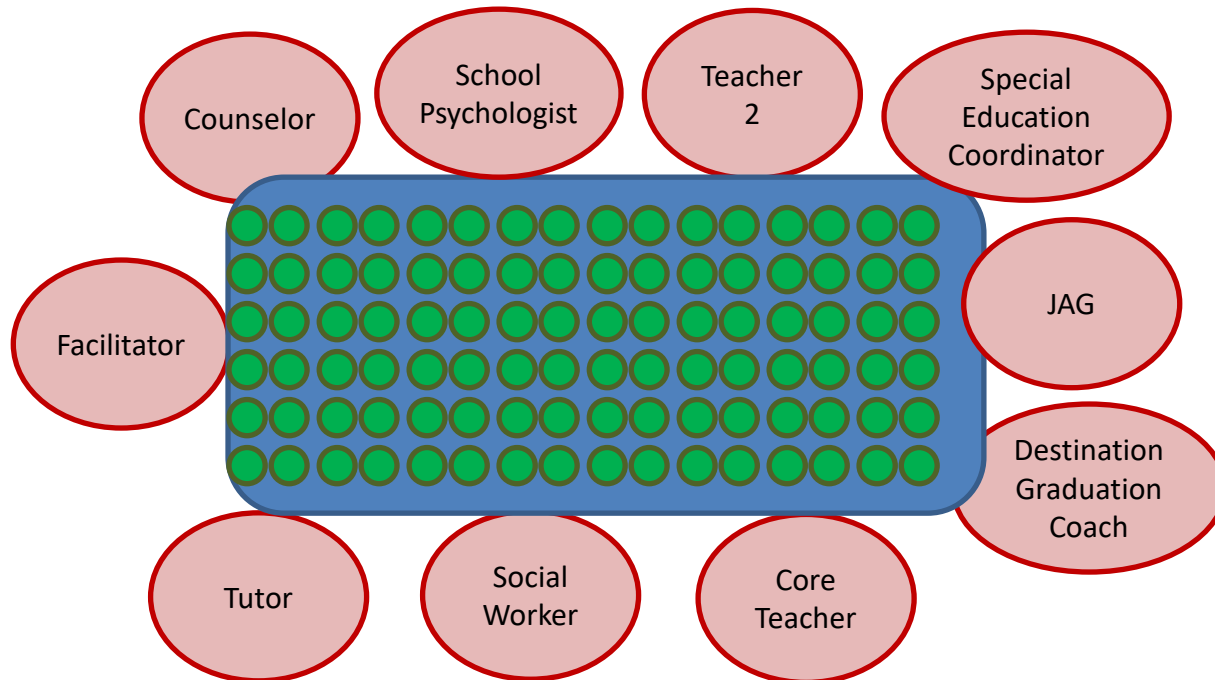 Counselor
School
Psychologist
Teacher
2
Special
Education
Coordinator
Facilitator
JAG
Destination
Graduation
Coach
Tutor
Social
Worker
Core
Teacher